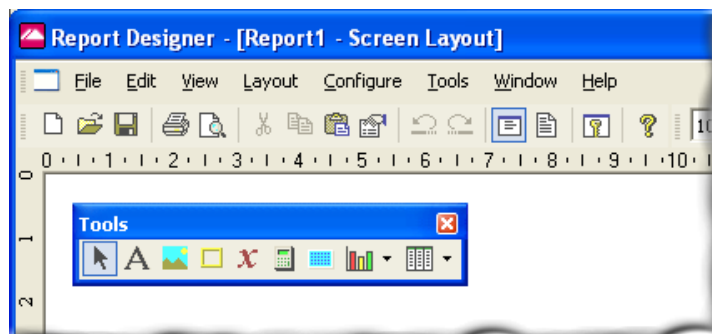 Report Designer - [Report1 - Screen Layout]
File Edit View Layout Configure Tools Window Help
10
0 1 2 3 4 5 6 7 8 9 10
0
Tools
A x
1
2